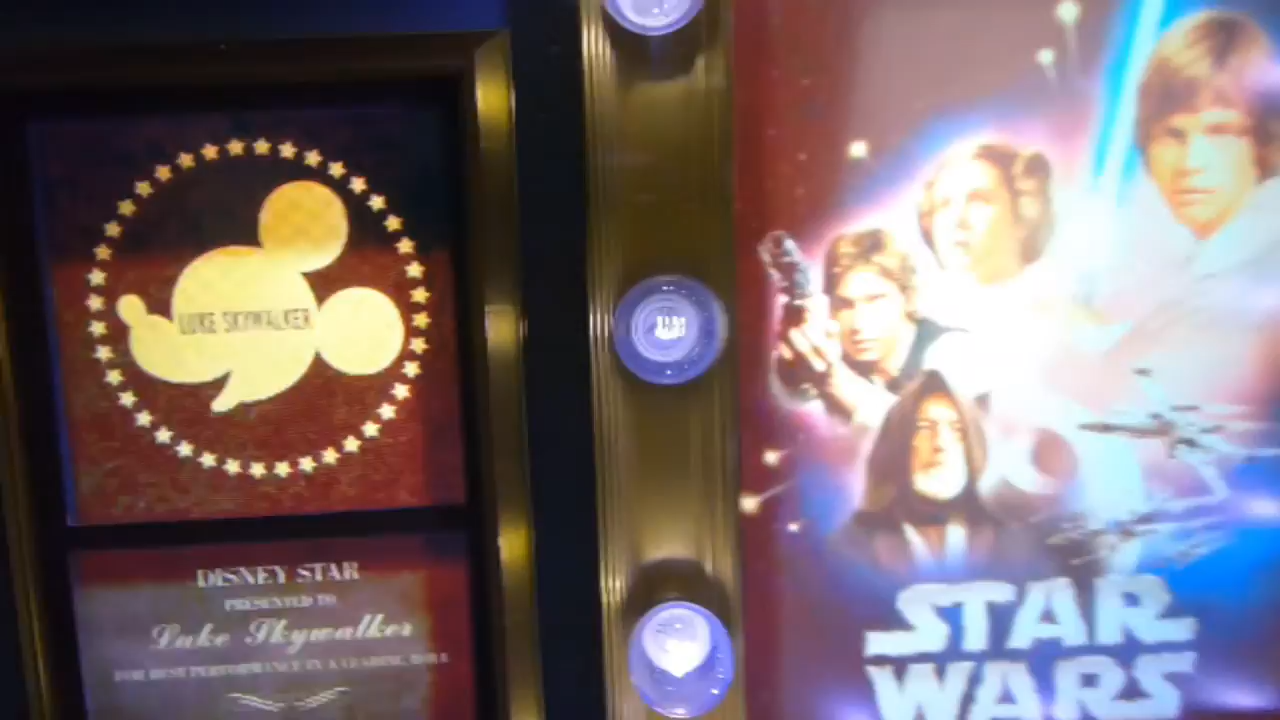 LUKE SKYWALKER
DISNEY STAR
PRESENTED TO
Luke Skywalker
FOR BEST PERFORMANCE IN A LEADING ROLE
STAR
WARS